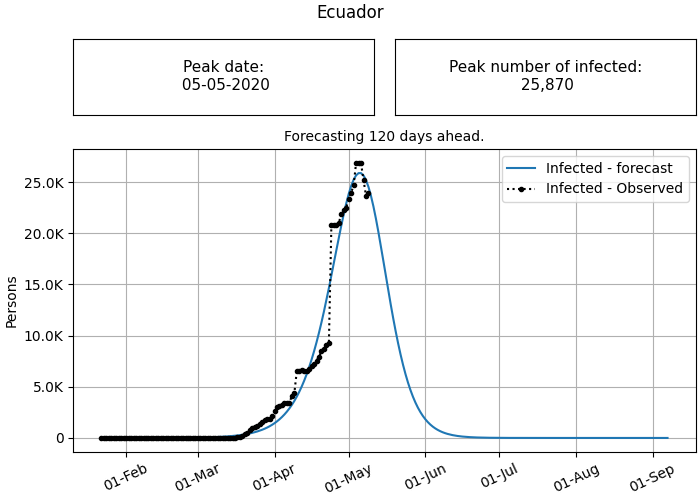 Ecuador
Peak date:
05-05-2020
Peak number of infected:
25,870
Forecasting 120 days ahead.
Infected - forecast
Infected - Observed
Persons
25.0K
20.0K
15.0K
10.0K
5.0K
0
01-Feb
01-Mar
01-Apr
01-May
01-Jun
01-Jul
01-Aug
01-Sep